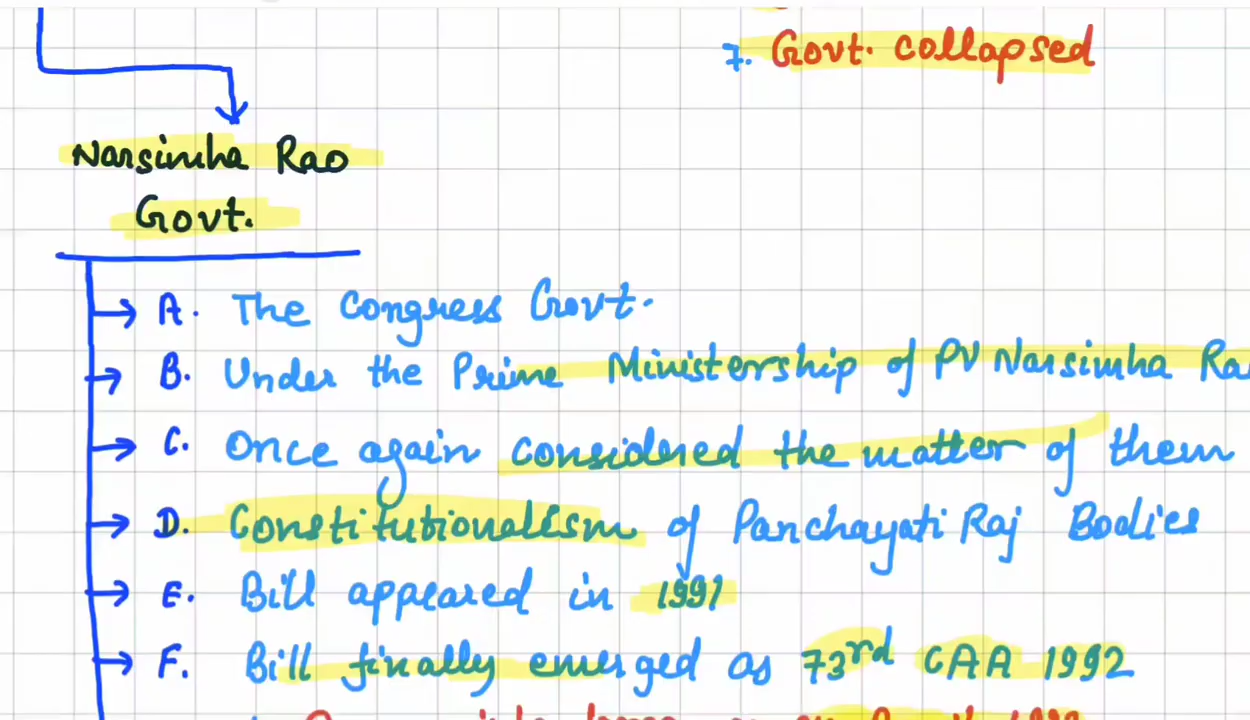 7. Govt. collapsed
Narsimha Rao
Govt.
A. The Congress Govt.
B. Under the Prime Ministership of PV Narsimha Ra
C. Once again considered the matter of them
D. Constitutionalism of Panchayati Raj Bodies
E. Bill appeared in 1991
F. Bill finally emerged as 73rd CAA 1992